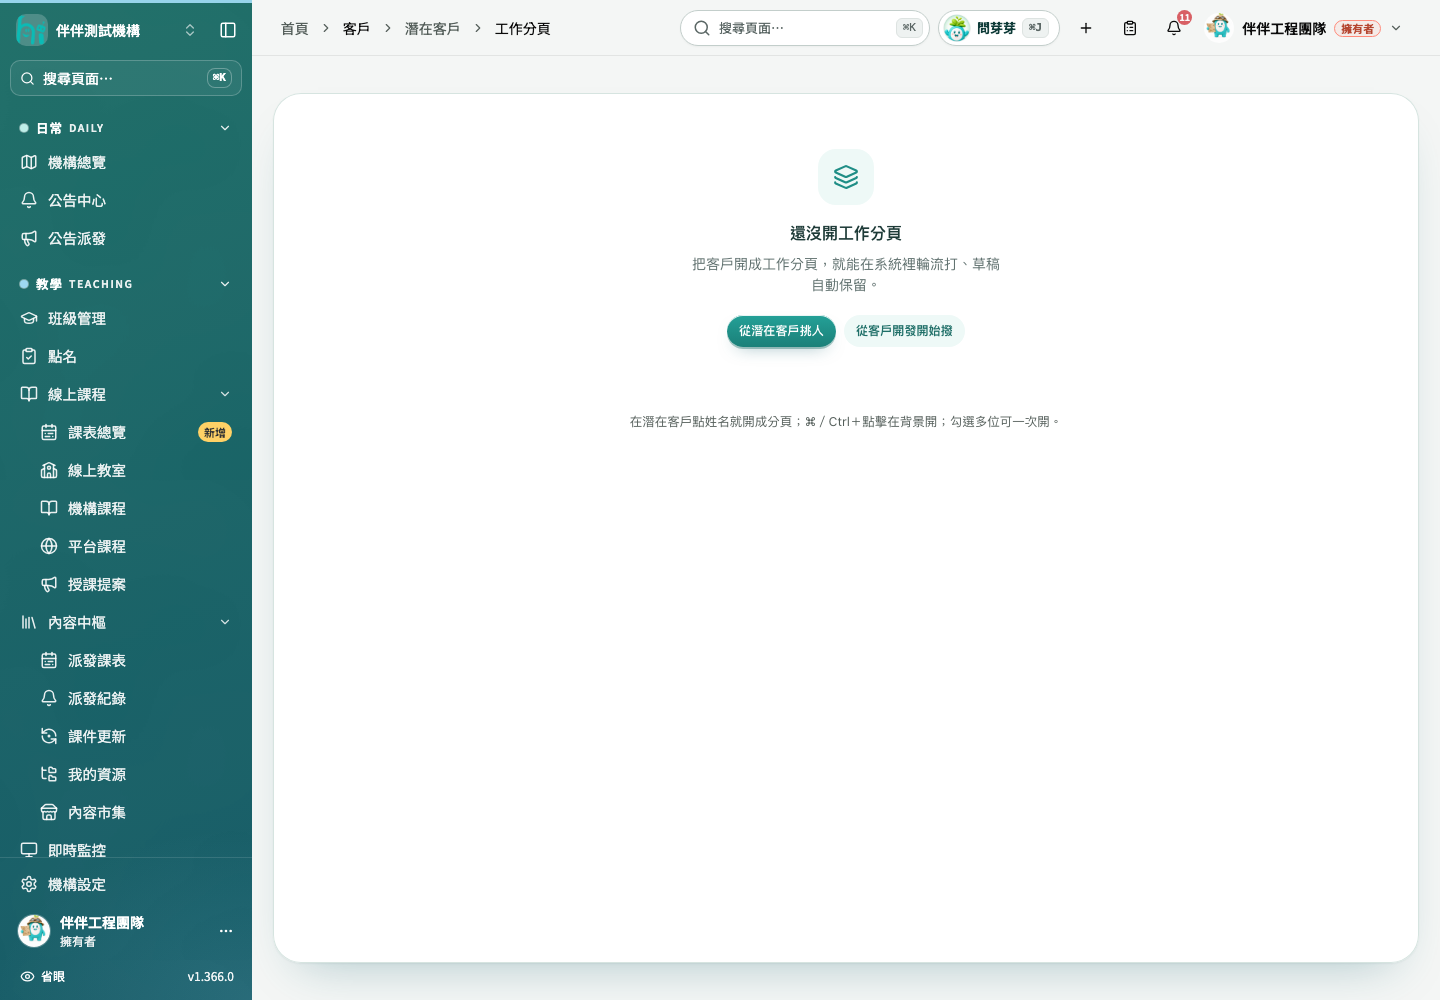 伴伴測試機構
搜尋頁面⋯
⌘K
日常 DAILY
機構總覽
公告中心
公告派發
教學 TEACHING
班級管理
點名
線上課程
課表總覽
新增
線上教室
機構課程
平台課程
授課提案
內容中樞
派發課表
派發紀錄
課件更新
我的資源
內容市集
即時監控
機構設定
伴伴工程團隊
擁有者
省眼
v1.366.0
首頁 > 客戶 > 潛在客戶 > 工作分頁
搜尋頁面⋯
⌘K
問芽芽
⌘J
11
伴伴工程團隊
擁有者
還沒開工作分頁
把客戶開成工作分頁，就能在系統裡輪流打、草稿
自動保留。
從潛在客戶挑人
從客戶開發開始撥
在潛在客戶點姓名就開成分頁；⌘ / Ctrl＋點擊在背景開；勾選多位可一次開。